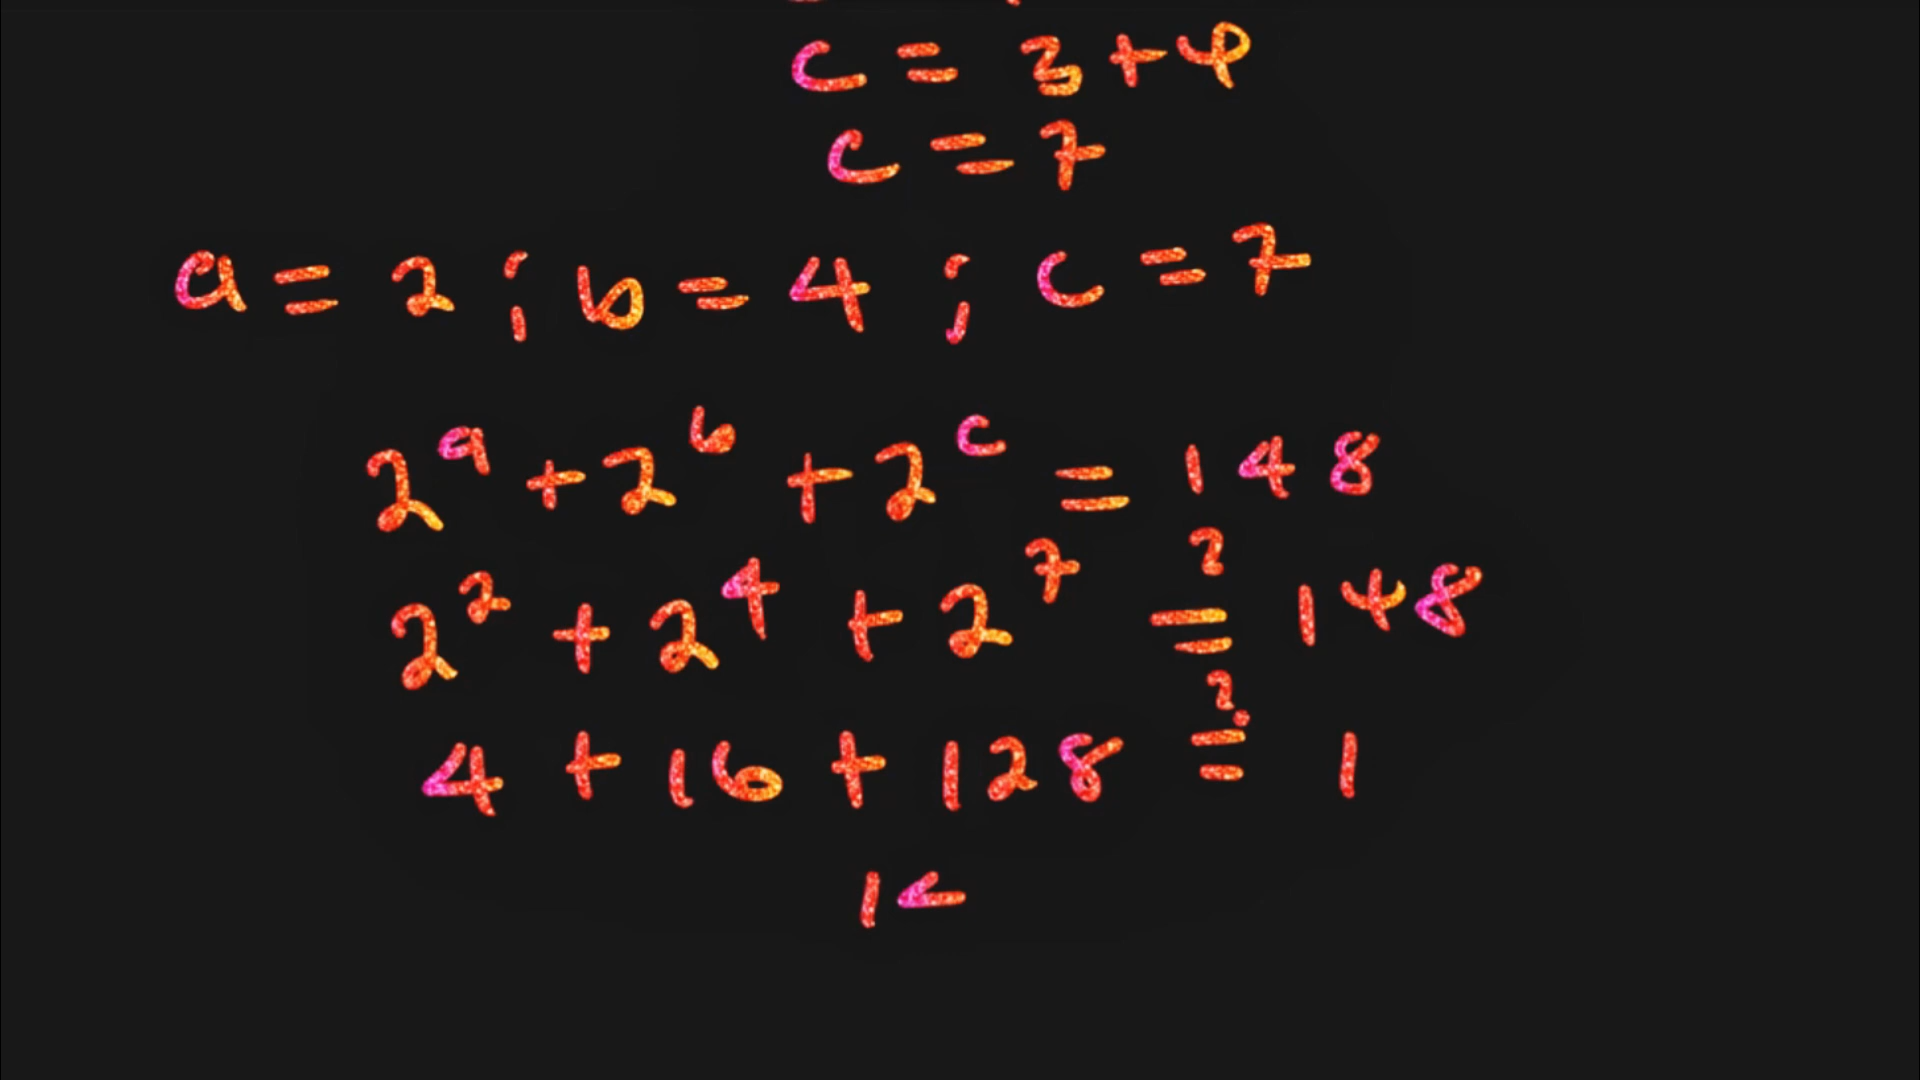 c = 3+4
c = 7
a = 2 ; b = 4 ; c = 7
2^a + 2^b + 2^c = 148
2^2 + 2^4 + 2^7 ≟ 148
4 + 16 + 128 ≟ 1